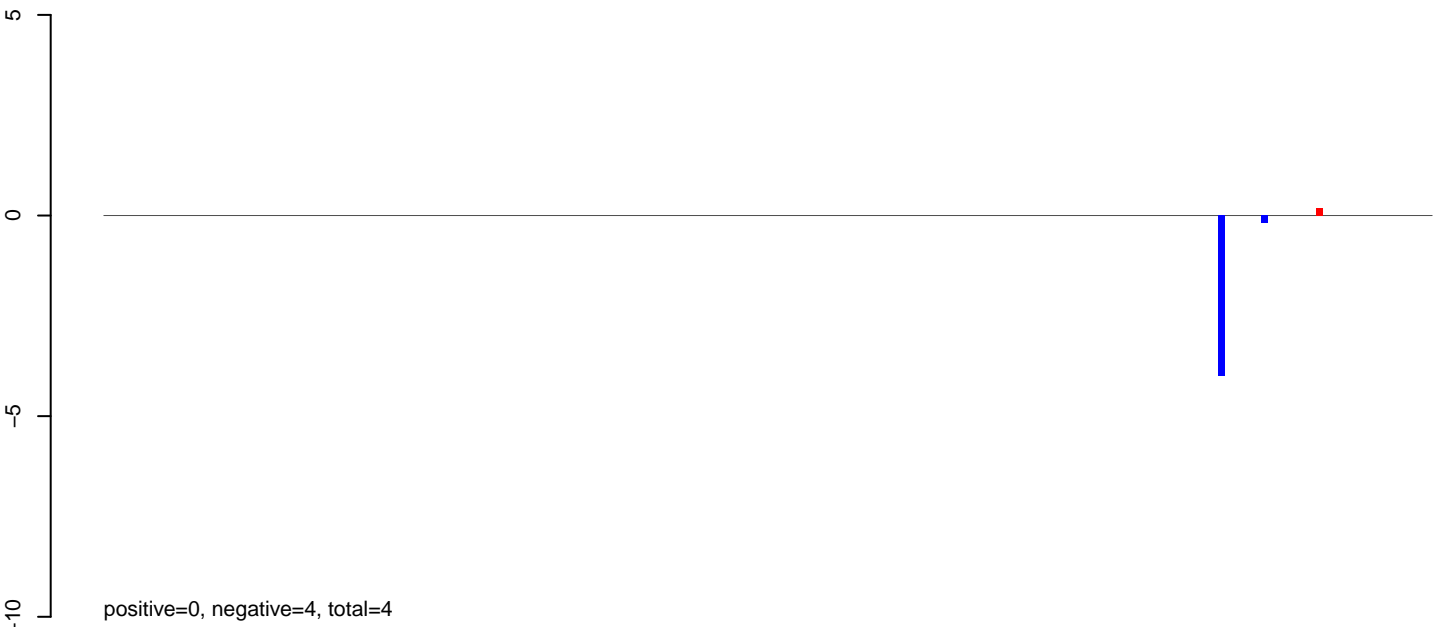 5
0
−5
−10
positive=0, negative=4, total=4